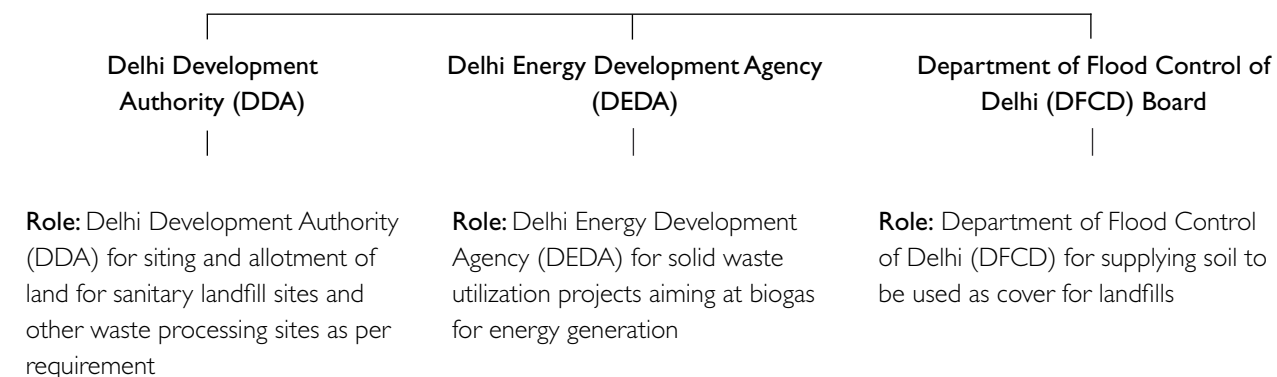 Delhi Development
Authority (DDA)
Delhi Energy Development Agency
(DEDA)
Department of Flood Control of
Delhi (DFCD) Board
Role: Delhi Development Authority
(DDA) for siting and allotment of
land for sanitary landfill sites and
other waste processing sites as per
requirement
Role: Delhi Energy Development
Agency (DEDA) for solid waste
utilization projects aiming at biogas
for energy generation
Role: Department of Flood Control
of Delhi (DFCD) for supplying soil to
be used as cover for landfills